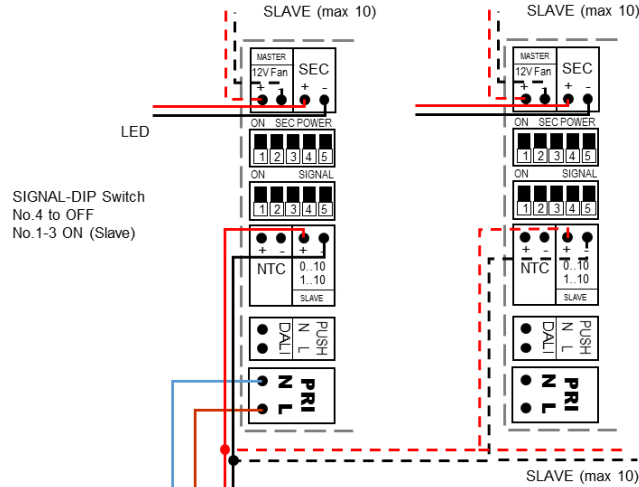 SLAVE (max 10)
MASTER
12V Fan
SEC
+ - + -
LED
ON SEC POWER
1 2 3 4 5
ON SIGNAL
1 2 3 4 5
SIGNAL-DIP Switch
No.4 to OFF
No.1-3 ON (Slave)
+ - + -
NTC
0..10
1..10
SLAVE
DALI
N L
PUSH
N L
PRI
SLAVE (max 10)
MASTER
12V Fan
SEC
+ - + -
ON SEC POWER
1 2 3 4 5
ON SIGNAL
1 2 3 4 5
+ - + -
NTC
0..10
1..10
SLAVE
DALI
N L
PUSH
N L
PRI
SLAVE (max 10)